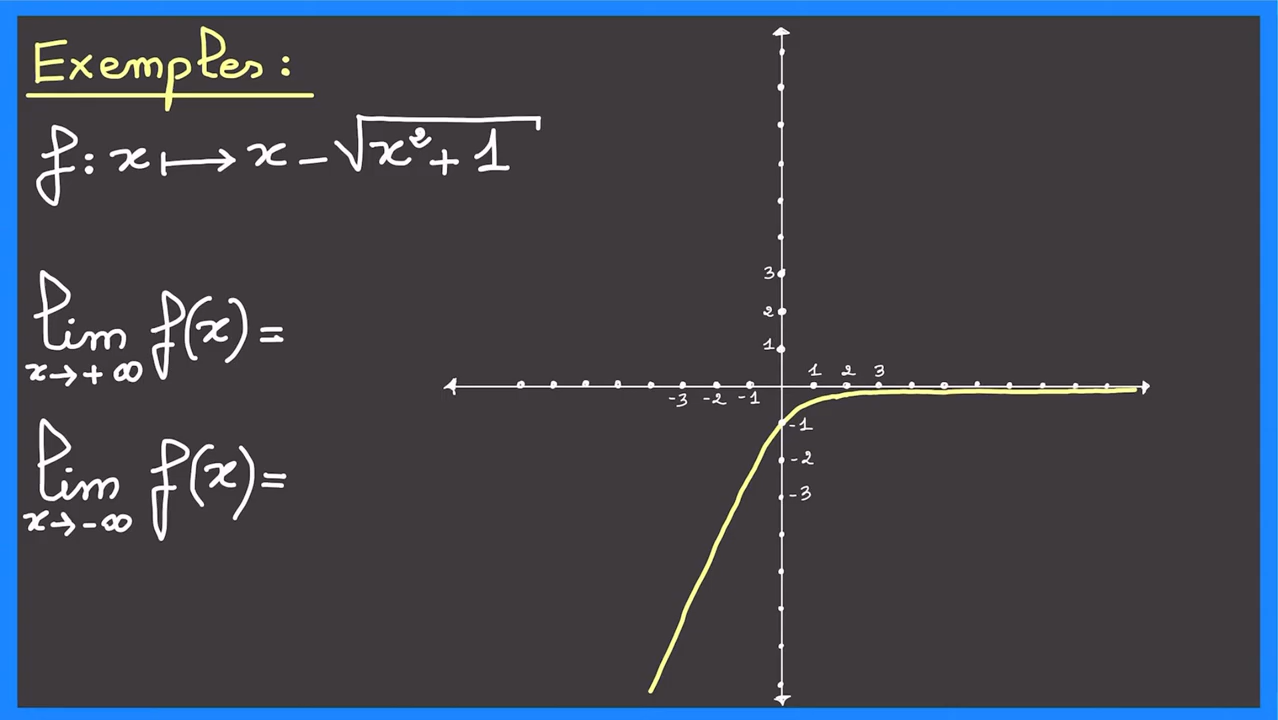 Exemples :
f : x ⟼ x − √(x² + 1)
lim f(x) =
x → + ∞
lim f(x) =
x → − ∞
3
2
1
1 2 3
-3 -2 -1
-1
-2
-3